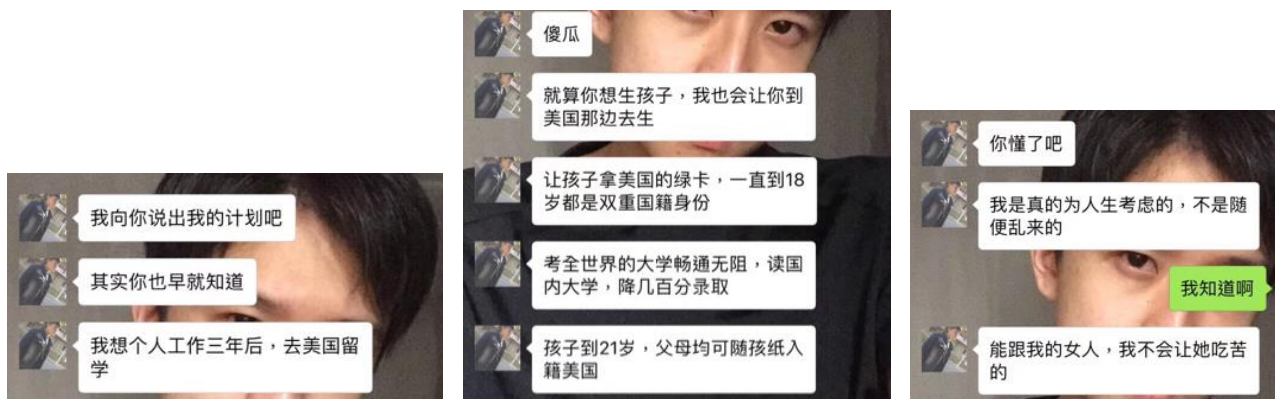 我向你说出我的计划吧
其实你也早就知道
我想个人工作三年后，去美国留
学
傻瓜
就算你想生孩子，我也会让你到
美国那边去生
让孩子拿美国的绿卡，一直到18
岁都是双重国籍身份
考全世界的大学畅通无阻，读国
内大学，降几百分录取
孩子到21岁，父母均可随孩纸入
籍美国
你懂了吧
我是真的为人生考虑的，不是随
便乱来的
我知道啊
能跟我的女人，我不会让她吃苦
的